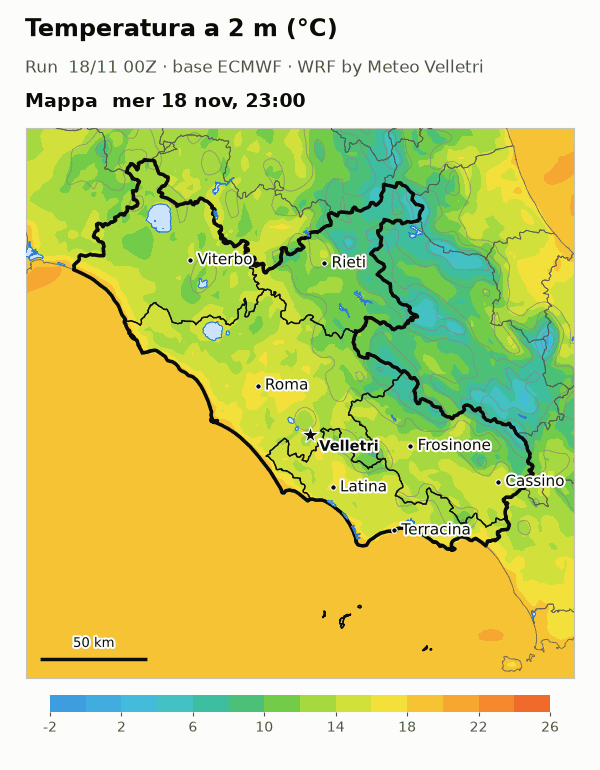 Temperatura a 2 m (°C)
Run  18/11 00Z · base ECMWF · WRF by Meteo Velletri
Mappa  mer 18 nov, 23:00
Viterbo
Rieti
Roma
Velletri
Frosinone
Latina
Cassino
Terracina
50 km
-2 2 6 10 14 18 22 26